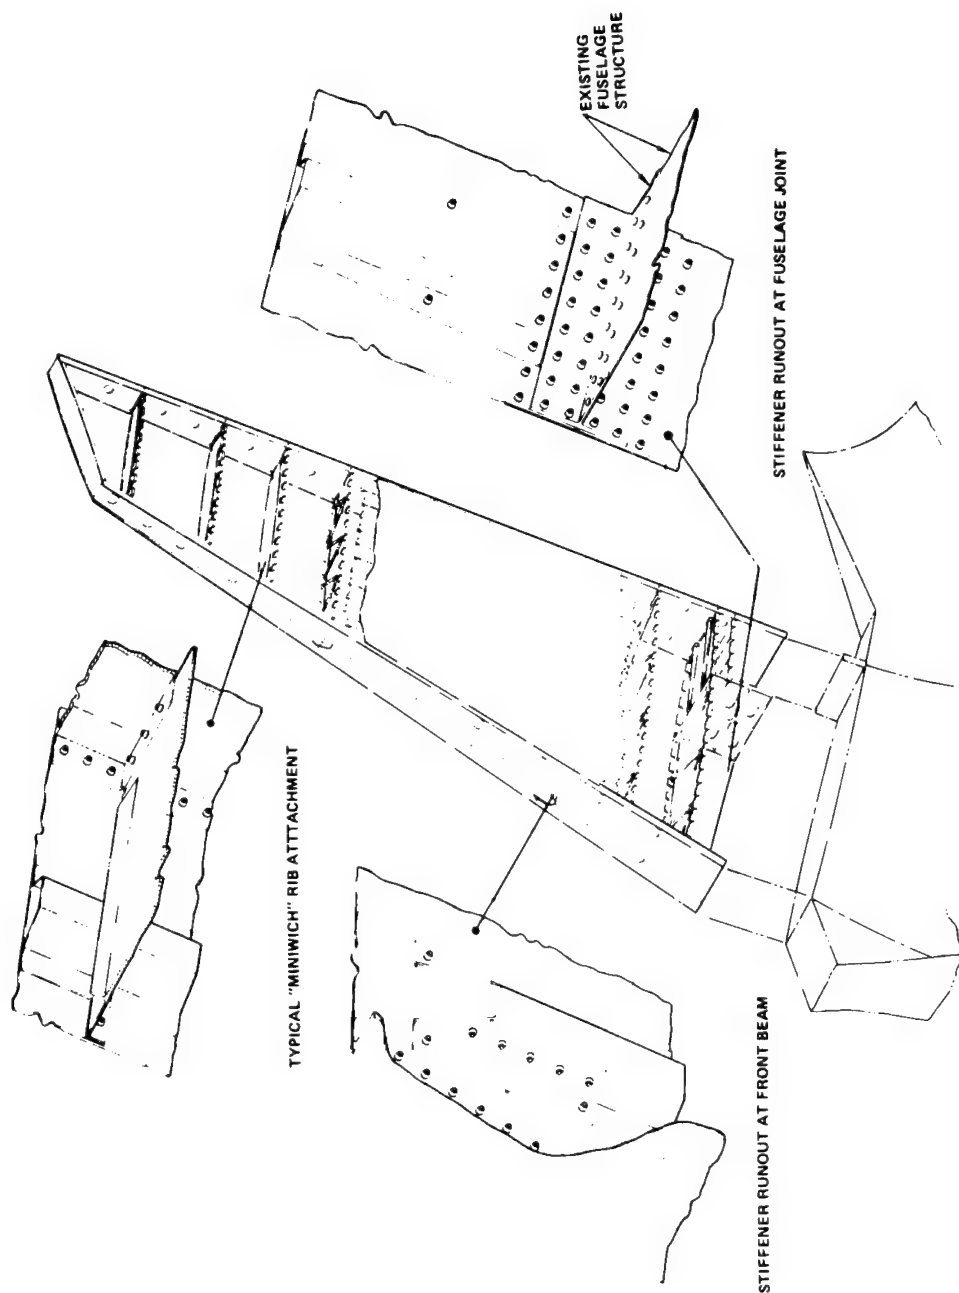 EXISTING
FUSELAGE
STRUCTURE
STIFFENER RUNOUT AT FUSELAGE JOINT
TYPICAL "MINIWICH" RIB ATTTACHMENT
STIFFENER RUNOUT AT FRONT BEAM